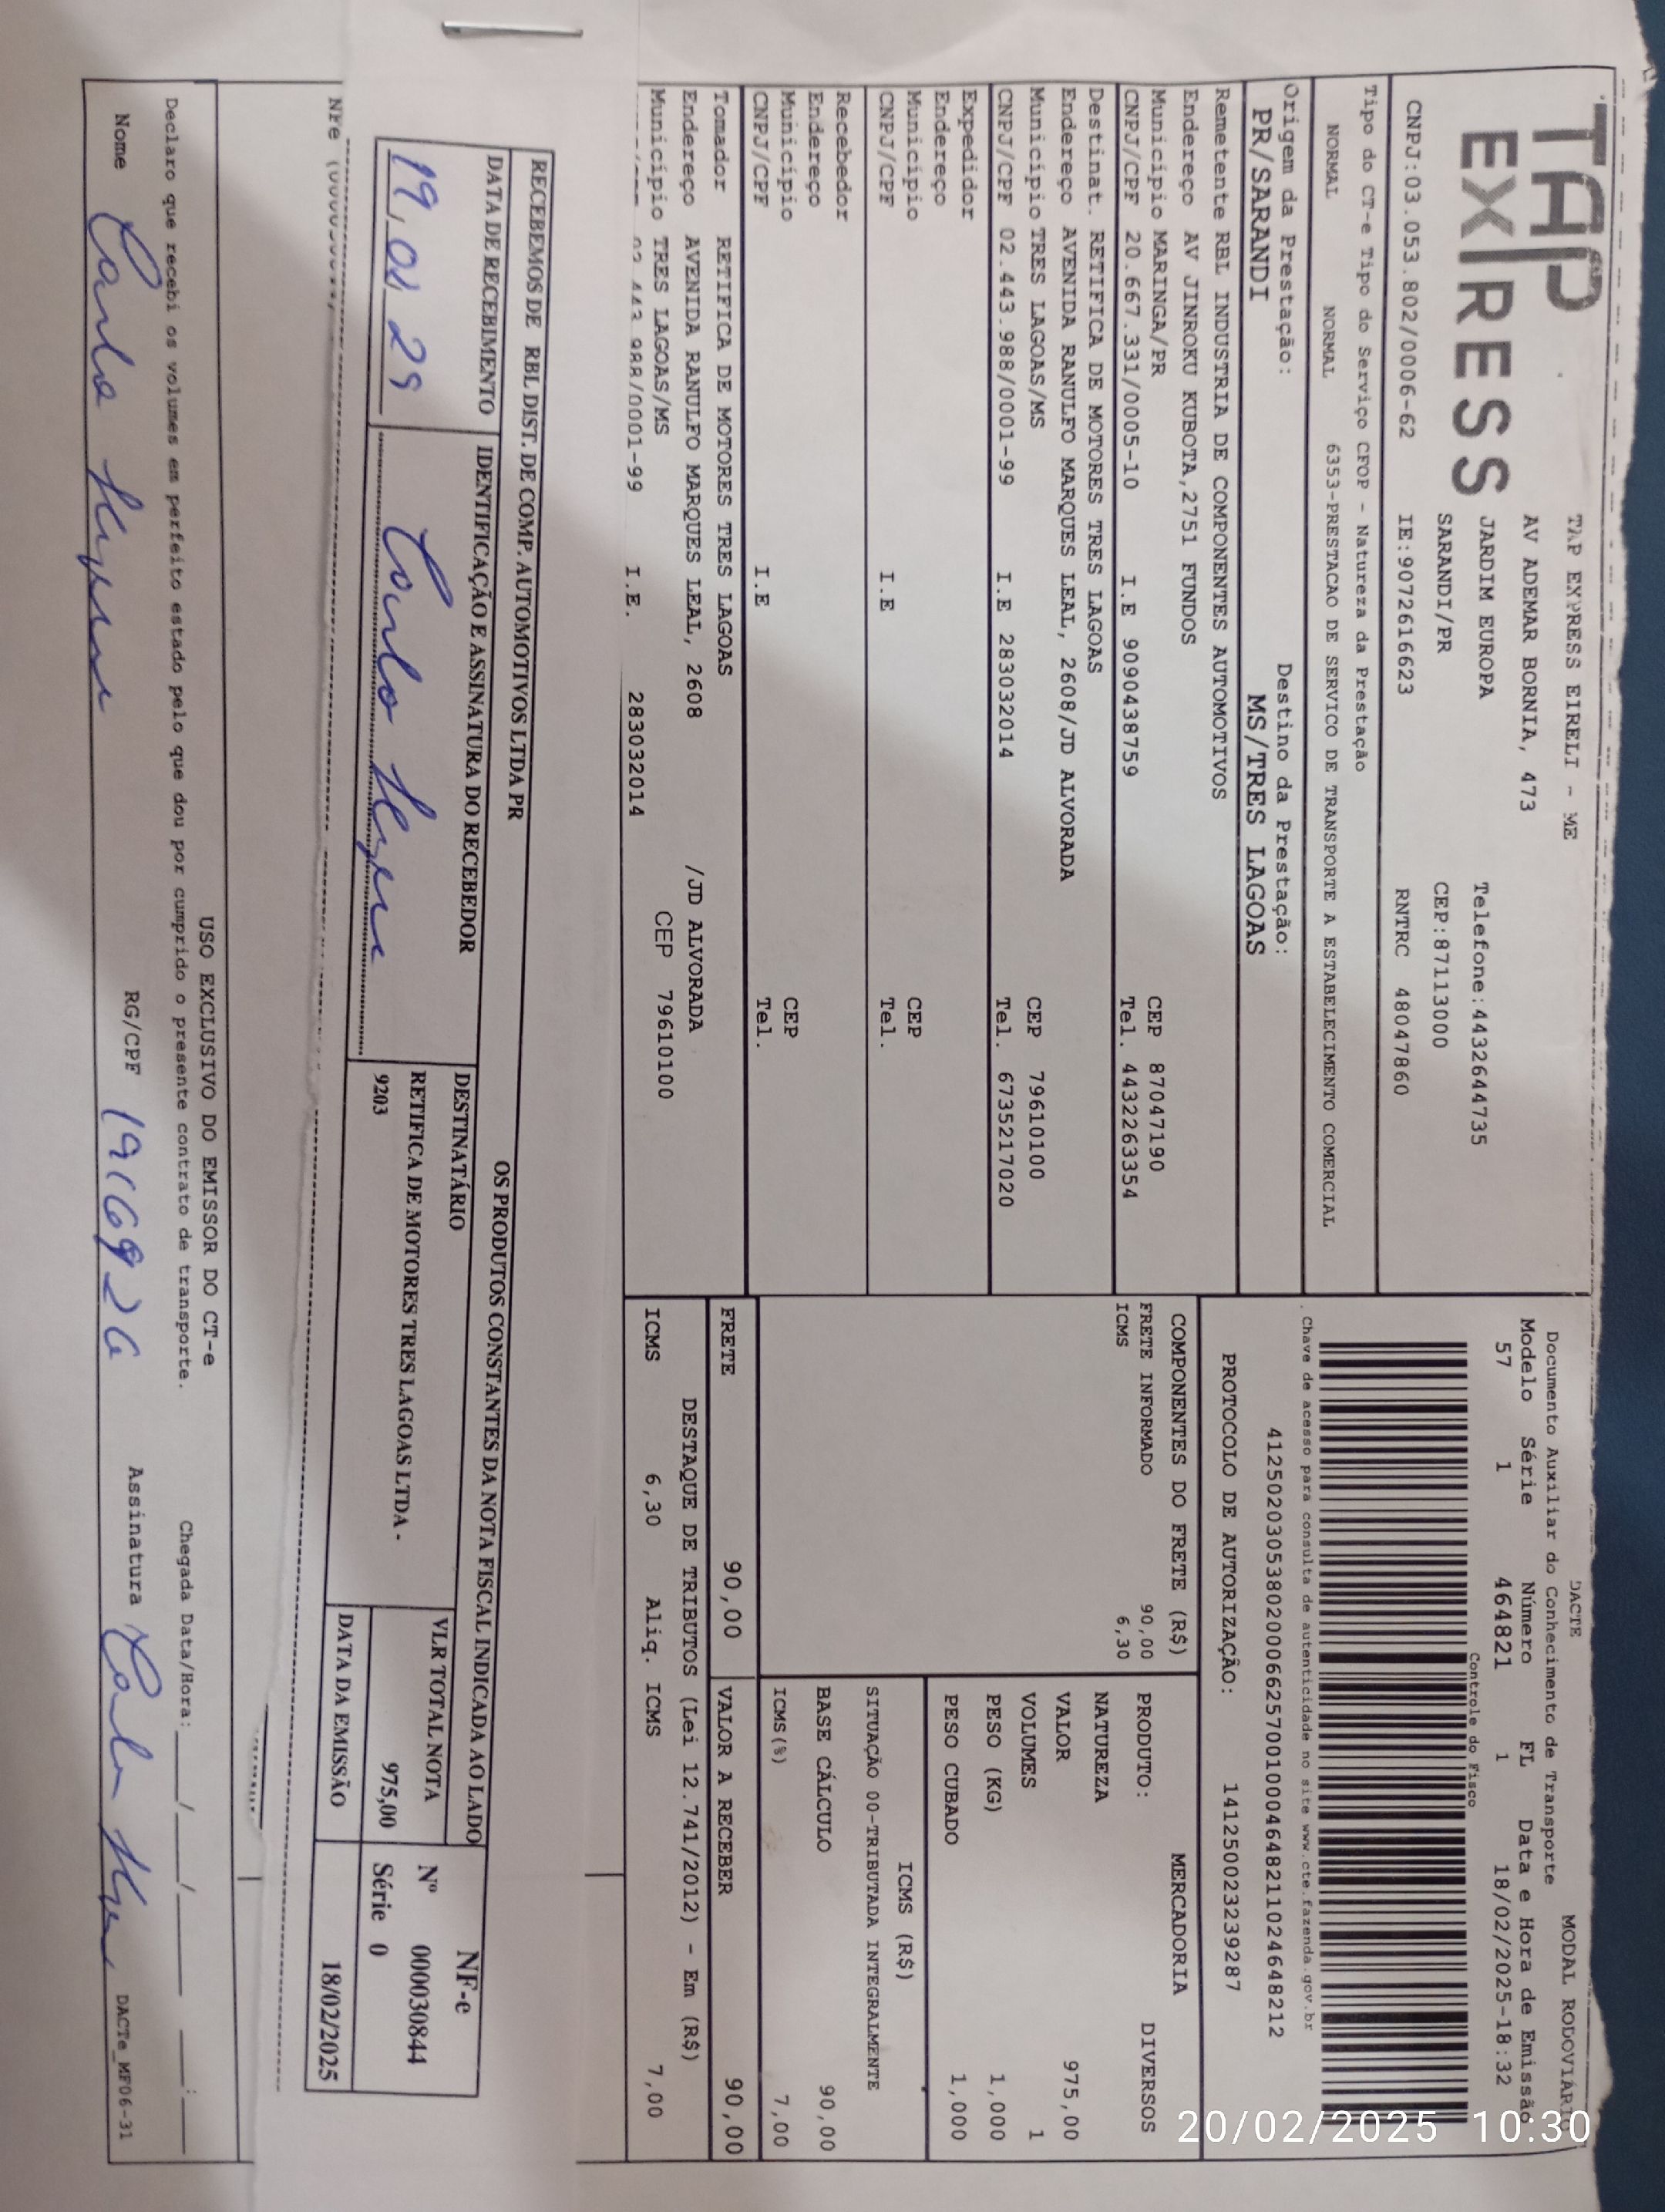 TAP
EXPRESS
TAP EXPRESS EIRELI - ME
AV ADEMAR BORNIA, 473
JARDIM EUROPA Telefone:4432644735
SARANDI/PR CEP:87113000
CNPJ:03.053.802/0006-62 IE:9072616623 RNTRC 48047860
Tipo do CT-e Tipo do Serviço CFOP - Natureza da Prestação
NORMAL NORMAL 6353-PRESTACAO DE SERVICO DE TRANSPORTE A ESTABELECIMENTO COMERCIAL
Origem da Prestação: Destino da Prestação:
PR/SARANDI MS/TRES LAGOAS
Remetente RBL INDUSTRIA DE COMPONENTES AUTOMOTIVOS
Endereço AV JINROKU KUBOTA,2751 FUNDOS
Município MARINGA/PR CEP 87047190
CNPJ/CPF 20.667.331/0005-10 I.E 9090438759 Tel. 4432263354
Destinat. RETIFICA DE MOTORES TRES LAGOAS
Endereço AVENIDA RANULFO MARQUES LEAL, 2608/JD ALVORADA
Município TRES LAGOAS/MS CEP 79610100
CNPJ/CPF 02.443.988/0001-99 I.E 283032014 Tel. 6735217020
Expedidor
Endereço
Município CEP
CNPJ/CPF I.E Tel.
Recebedor
Endereço
Município CEP
CNPJ/CPF I.E Tel.
Tomador RETIFICA DE MOTORES TRES LAGOAS
Endereço AVENIDA RANULFO MARQUES LEAL, 2608 /JD ALVORADA
Município TRES LAGOAS/MS CEP 79610100
02.443.988/0001-99 I.E. 283032014
DACTE MODAL RODOVIÁRIO
Documento Auxiliar do Conhecimento de Transporte
Modelo Série Número FL Data e Hora de Emissão
57 1 464821 1 18/02/2025-18:32
Controle do Fisco
Chave de acesso para consulta de autenticidade no site www.cte.fazenda.gov.br
41250203053802000662570010004648211024648212
PROTOCOLO DE AUTORIZAÇÃO: 141250023239287
COMPONENTES DO FRETE (R$)
FRETE INFORMADO 90,00
ICMS 6,30
MERCADORIA
PRODUTO: DIVERSOS
NATUREZA
VALOR 975,00
VOLUMES 1
PESO (KG) 1,000
PESO CUBADO 1,000
ICMS (R$)
SITUAÇÃO 00-TRIBUTADA INTEGRALMENTE
BASE CÁLCULO 90,00
ICMS(%) 7,00
FRETE 90,00 VALOR A RECEBER 90,00
DESTAQUE DE TRIBUTOS (Lei 12.741/2012) - Em (R$)
ICMS 6,30 Aliq. ICMS 7,00
RECEBEMOS DE RBL DIST. DE COMP. AUTOMOTIVOS LTDA PR OS PRODUTOS CONSTANTES DA NOTA FISCAL INDICADA AO LADO
DATA DE RECEBIMENTO IDENTIFICAÇÃO E ASSINATURA DO RECEBEDOR
DESTINATÁRIO
RETIFICA DE MOTORES TRES LAGOAS LTDA -
9203
VLR TOTAL NOTA
975,00
DATA DA EMISSÃO
18/02/2025
NF-e
Nº 000030844
Série 0
NFe
USO EXCLUSIVO DO EMISSOR DO CT-e
Declaro que recebi os volumes em perfeito estado pelo que dou por cumprido o presente contrato de transporte. Chegada Data/Hora:
Nome RG/CPF Assinatura
DACTe_MF06-31
20/02/2025 10:30